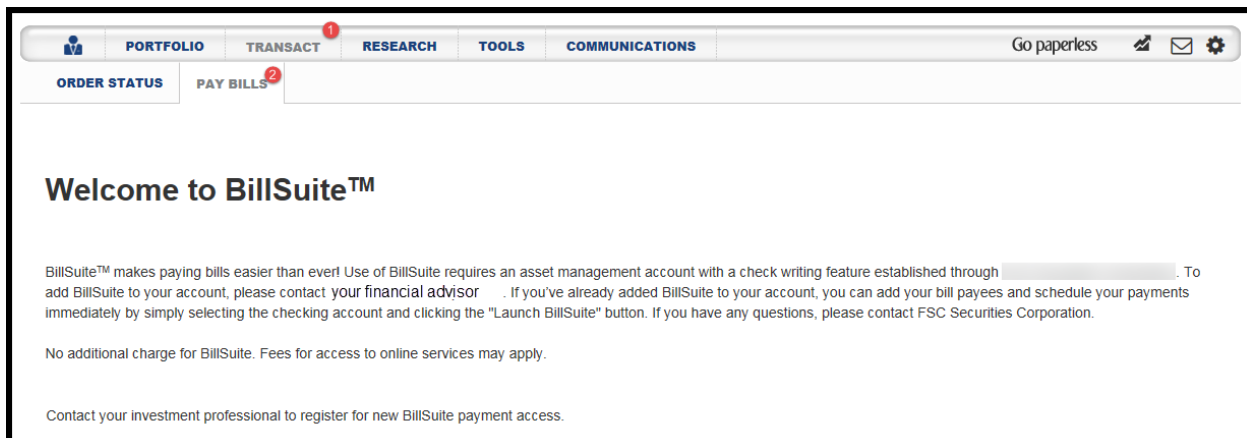 1
PORTFOLIO TRANSACT RESEARCH TOOLS COMMUNICATIONS Go paperless
2
ORDER STATUS PAY BILLS
Welcome to BillSuite™
BillSuite™ makes paying bills easier than ever! Use of BillSuite requires an asset management account with a check writing feature established through . To
add BillSuite to your account, please contact your financial advisor . If you've already added BillSuite to your account, you can add your bill payees and schedule your payments
immediately by simply selecting the checking account and clicking the "Launch BillSuite" button. If you have any questions, please contact FSC Securities Corporation.
No additional charge for BillSuite. Fees for access to online services may apply.
Contact your investment professional to register for new BillSuite payment access.